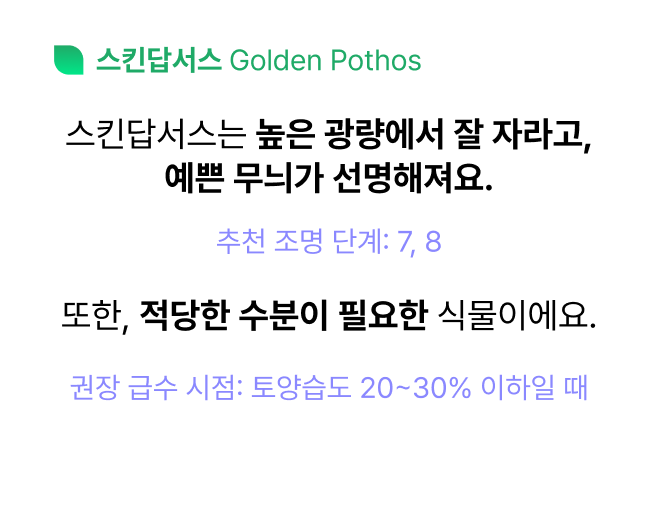 스킨답서스 Golden Pothos
스킨답서스는 높은 광량에서 잘 자라고,
예쁜 무늬가 선명해져요.
추천 조명 단계: 7, 8
또한, 적당한 수분이 필요한 식물이에요.
권장 급수 시점: 토양습도 20~30% 이하일 때